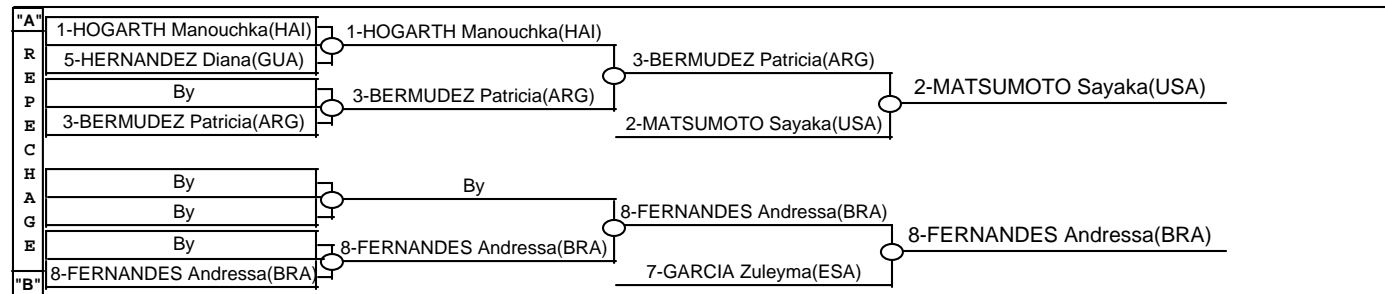 "A"
REPECHAGE
"B"
1-HOGARTH Manouchka(HAI)
5-HERNANDEZ Diana(GUA)
By
3-BERMUDEZ Patricia(ARG)
1-HOGARTH Manouchka(HAI)
3-BERMUDEZ Patricia(ARG)
3-BERMUDEZ Patricia(ARG)
2-MATSUMOTO Sayaka(USA)
2-MATSUMOTO Sayaka(USA)
By
By
By
8-FERNANDES Andressa(BRA)
By
8-FERNANDES Andressa(BRA)
8-FERNANDES Andressa(BRA)
7-GARCIA Zuleyma(ESA)
8-FERNANDES Andressa(BRA)